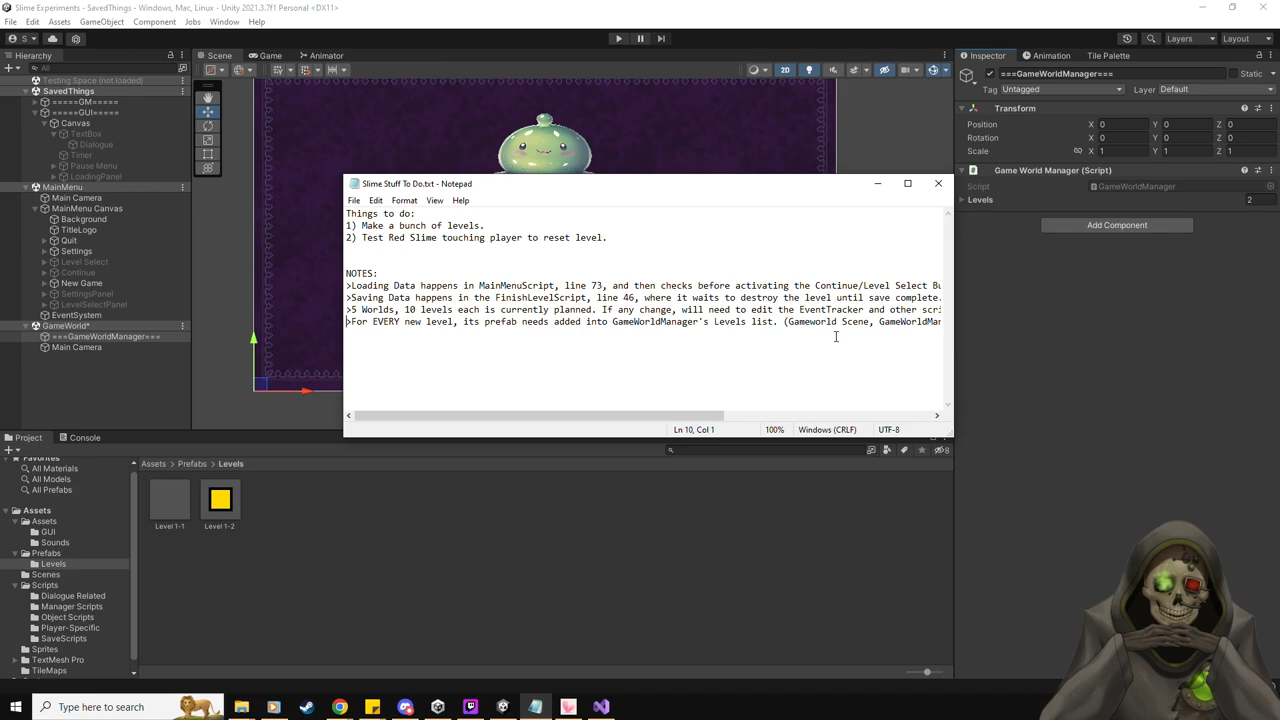 Slime Experiments - SavedThings - Windows, Mac, Linux - Unity 2021.3.7f1 Personal <DX11>
File Edit Assets GameObject Component Jobs Window Help
S
Layers Layout
Hierarchy
Scene Game Animator
Inspector Animation Tile Palette
All
2D
===GameWorldManager===
Static
Tag Untagged Layer Default
Testing Space (not loaded)
SavedThings
=====GM=====
=====GUI=====
Canvas
TextBox
Dialogue
Timer
Pause Menu
LoadingPanel
MainMenu
Main Camera
MainMenu Canvas
Background
TitleLogo
Quit
Settings
Level Select
Continue
New Game
SettingsPanel
LevelSelectPanel
EventSystem
GameWorld*
===GameWorldManager===
Main Camera
Transform
Position X 0 Y 0 Z 0
Rotation X 0 Y 0 Z 0
Scale X 1 Y 1 Z 1
Game World Manager (Script)
Script GameWorldManager
Levels 2
Add Component
Slime Stuff To Do.txt - Notepad
File Edit Format View Help
Things to do:
1) Make a bunch of levels.
2) Test Red Slime touching player to reset level.
NOTES:
>Loading Data happens in MainMenuScript, line 73, and then checks before activating the Continue/Level Select Bu
>Saving Data happens in the FinishLevelScript, line 46, where it waits to destroy the level until save complete.
>5 Worlds, 10 levels each is currently planned. If any change, will need to edit the EventTracker and other scri
>For EVERY new level, its prefab needs added into GameWorldManager's Levels list. (Gameworld Scene, GameWorldMan
Ln 10, Col 1 100% Windows (CRLF) UTF-8
Project Console
8
Favorites
All Materials
All Models
All Prefabs
Assets
Assets
GUI
Sounds
Prefabs
Levels
Scenes
Scripts
Dialogue Related
Manager Scripts
Object Scripts
Player-Specific
SaveScripts
Sprites
TextMesh Pro
TileMaps
Assets > Prefabs > Levels
Level 1-1 Level 1-2
Type here to search